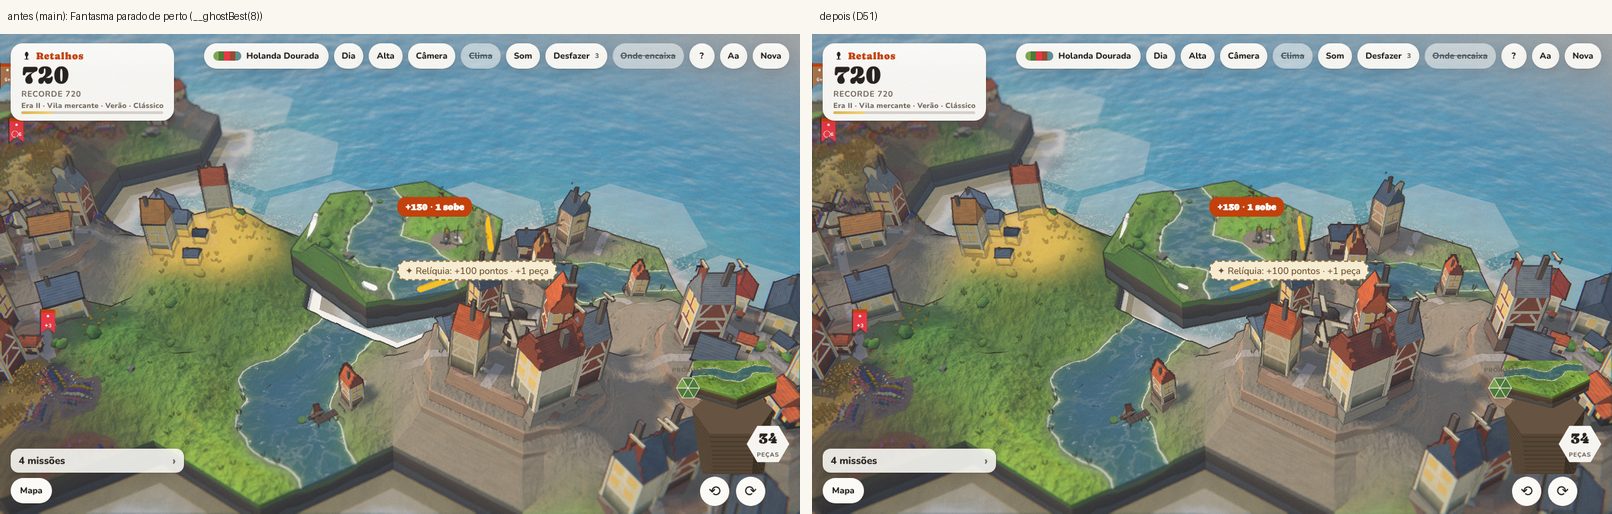 antes (main): Fantasma parado de perto (__ghostBest(8))
Retalhos
720
RECORDE 720
Era II · Vila mercante · Verão · Clássico
Holanda Dourada
Dia
Alta
Câmera
Clima
Som
Desfazer 3
Onde encaixa
?
Aa
Nova
+150 · 1 sobe
✦ Relíquia: +100 pontos · +1 peça
+3
4 missões ›
Mapa
34
PEÇAS
depois (D51)
Retalhos
720
RECORDE 720
Era II · Vila mercante · Verão · Clássico
Holanda Dourada
Dia
Alta
Câmera
Clima
Som
Desfazer 3
Onde encaixa
?
Aa
Nova
+150 · 1 sobe
✦ Relíquia: +100 pontos · +1 peça
+3
4 missões ›
Mapa
34
PEÇAS